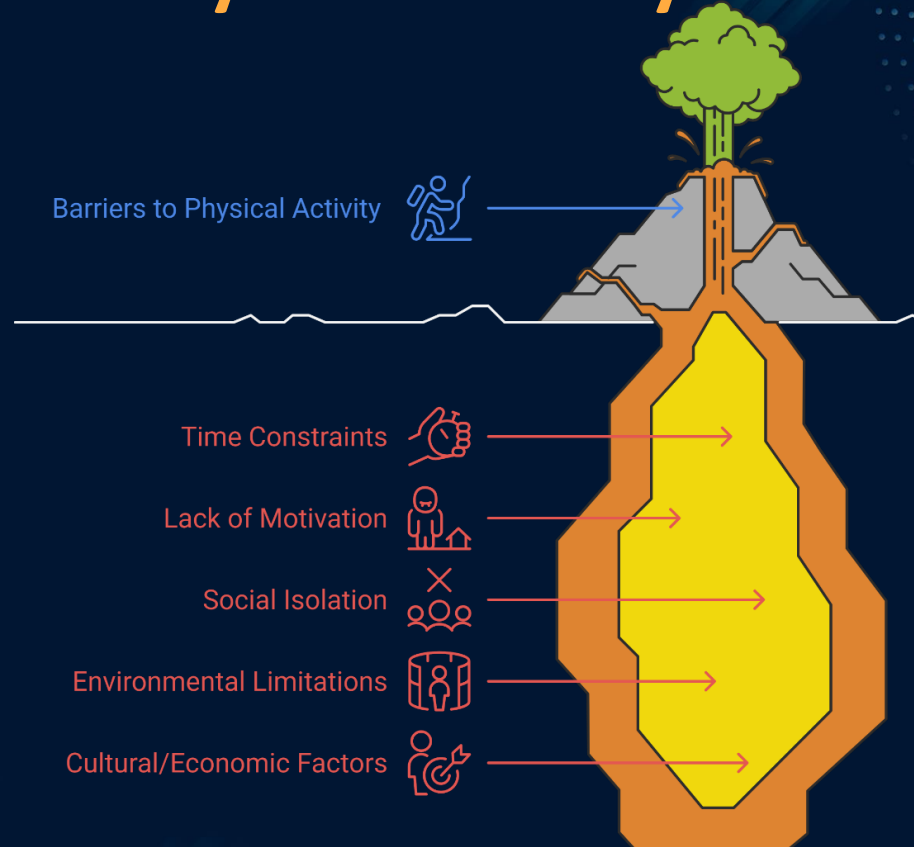 Barriers to Physical Activity
Time Constraints
Lack of Motivation
Social Isolation
Environmental Limitations
Cultural/Economic Factors